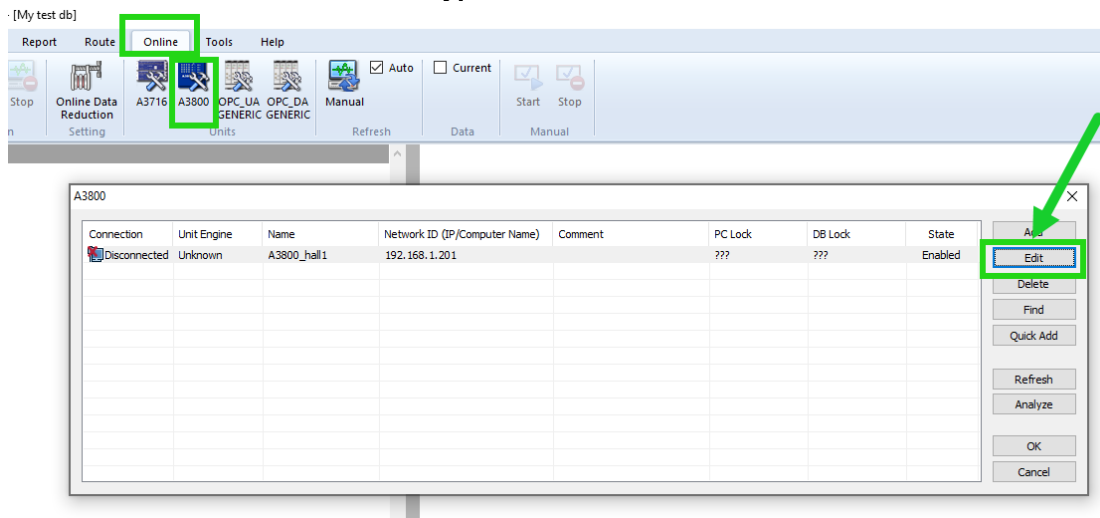 [My test db]
Report Route Online Tools Help
Auto Current
Stop Online Data Reduction A3716 A3800 OPC_UA GENERIC OPC_DA GENERIC Manual Start Stop
n Setting Units Refresh Data Manual
A3800
Connection Unit Engine Name Network ID (IP/Computer Name) Comment PC Lock DB Lock State Add
Disconnected Unknown A3800_hall1 192.168.1.201 ??? ??? Enabled Edit
Delete
Find
Quick Add
Refresh
Analyze
OK
Cancel